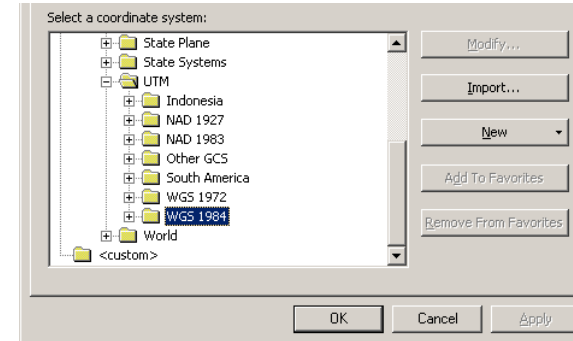 Select a coordinate system:
State Plane
State Systems
UTM
Indonesia
NAD 1927
NAD 1983
Other GCS
South America
WGS 1972
WGS 1984
World
<custom>
Modify...
Import...
New
Add To Favorites
Remove From Favorites
OK
Cancel
Apply